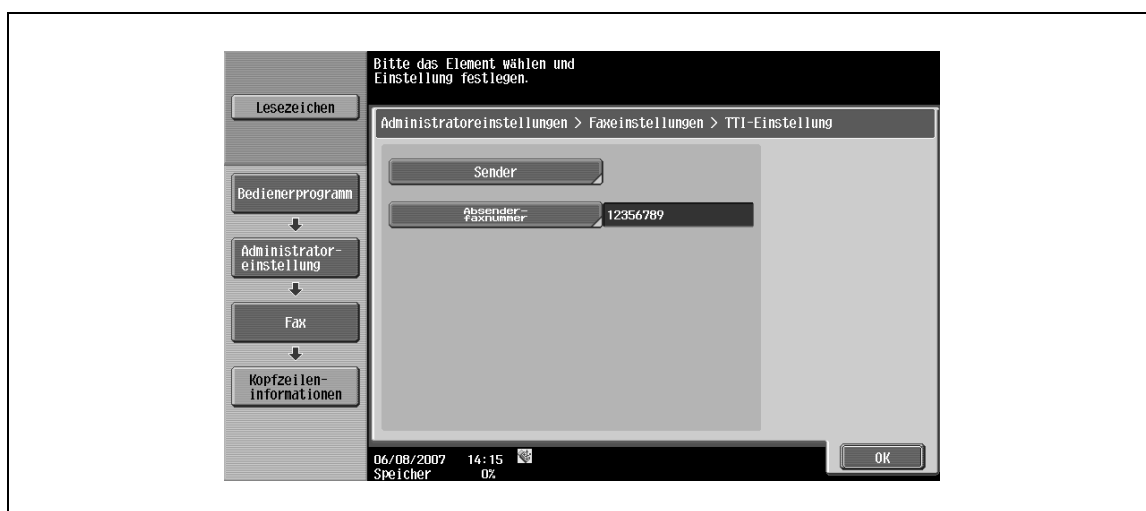 Bitte das Element wählen und
Einstellung festlegen.
Lesezeichen
Administratoreinstellungen > Faxeinstellungen > TTI-Einstellung
Sender
Absender-
faxnummer
12356789
Bedienerprogramm
Administrator-
einstellung
Fax
Kopfzeilen-
informationen
06/08/2007 14:15
Speicher 0%
OK